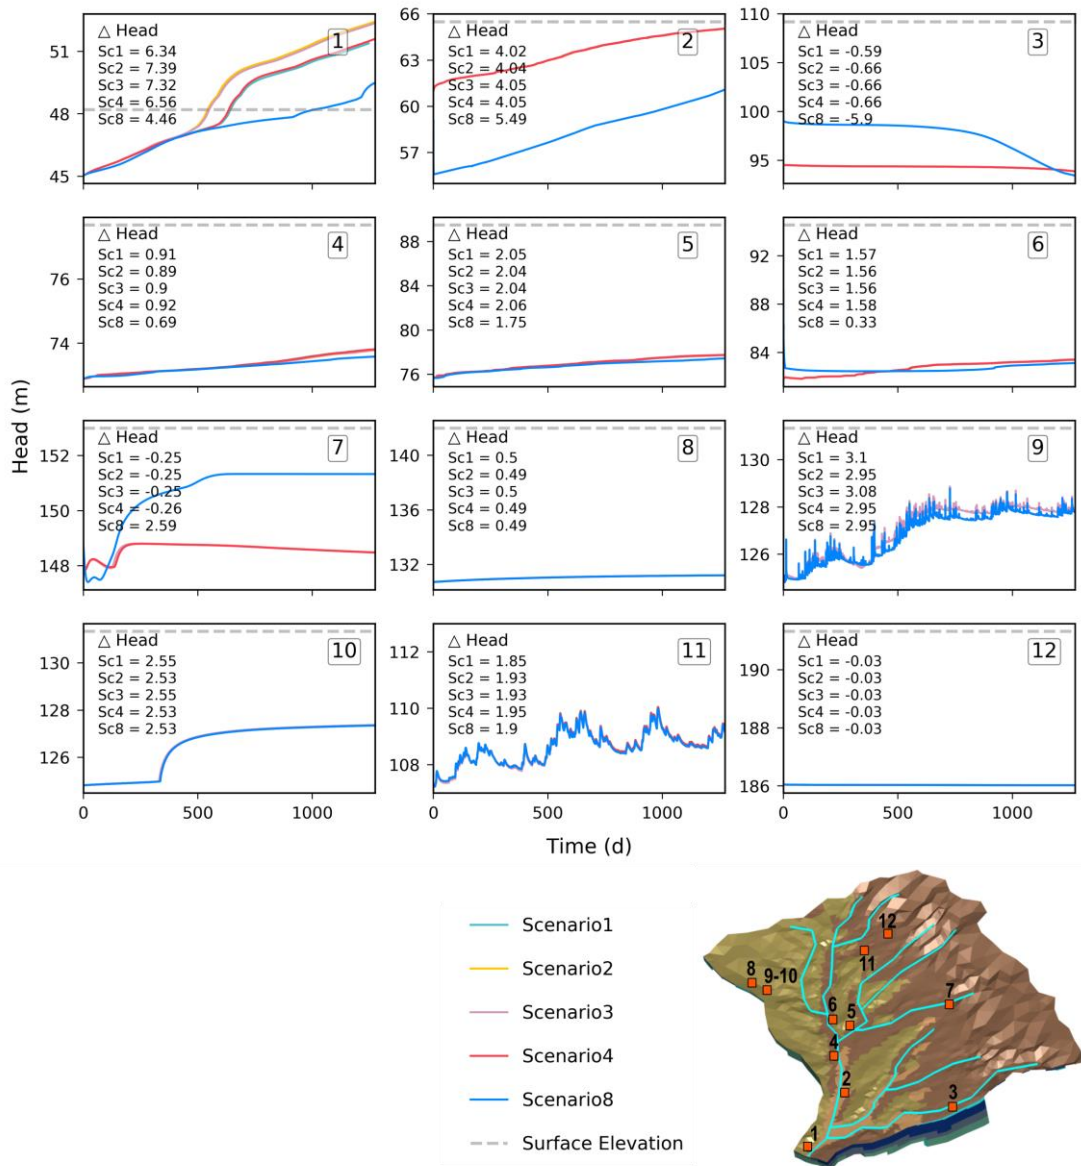 △ Head
Sc1 = 6.34
Sc2 = 7.39
Sc3 = 7.32
Sc4 = 6.56
Sc8 = 4.46
1
51
48
45
500
1000
△ Head
Sc1 = 4.02
Sc2 = 4.04
Sc3 = 4.05
Sc4 = 4.05
Sc8 = 5.49
2
66
63
60
57
△ Head
Sc1 = -0.59
Sc2 = -0.66
Sc3 = -0.66
Sc4 = -0.66
Sc8 = -5.9
3
110
105
100
95
△ Head
Sc1 = 0.91
Sc2 = 0.89
Sc3 = 0.9
Sc4 = 0.92
Sc8 = 0.69
4
76
73
△ Head
Sc1 = 2.05
Sc2 = 2.04
Sc3 = 2.04
Sc4 = 2.06
Sc8 = 1.75
5
88
84
80
76
△ Head
Sc1 = 1.57
Sc2 = 1.56
Sc3 = 1.56
Sc4 = 1.58
Sc8 = 0.33
6
92
88
84
Head (m)
△ Head
Sc1 = -0.25
Sc2 = -0.25
Sc3 = -0.25
Sc4 = -0.26
Sc8 = 2.59
7
152
150
148
△ Head
Sc1 = 0.5
Sc2 = 0.49
Sc3 = 0.5
Sc4 = 0.49
Sc8 = 0.49
8
140
136
132
△ Head
Sc1 = 3.1
Sc2 = 2.95
Sc3 = 3.08
Sc4 = 2.95
Sc8 = 2.95
9
130
128
126
△ Head
Sc1 = 2.55
Sc2 = 2.53
Sc3 = 2.55
Sc4 = 2.53
Sc8 = 2.53
10
130
128
126
0
500
1000
△ Head
Sc1 = 1.85
Sc2 = 1.93
Sc3 = 1.93
Sc4 = 1.95
Sc8 = 1.9
11
112
110
108
0
500
1000
△ Head
Sc1 = -0.03
Sc2 = -0.03
Sc3 = -0.03
Sc4 = -0.03
Sc8 = -0.03
12
190
188
186
0
500
1000
Time (d)
Scenario1
Scenario2
Scenario3
Scenario4
Scenario8
Surface Elevation
12
11
8
9-10
7
6
5
4
2
3
1